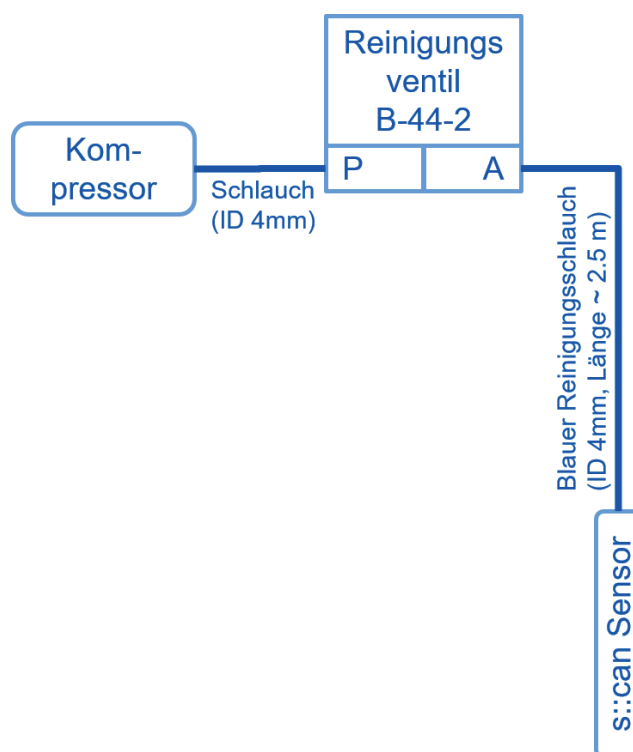 Reinigungs
ventil
B-44-2
Kom-
pressor
P
A
Schlauch
(ID 4mm)
Blauer Reinigungsschlauch
(ID 4mm, Länge ~ 2.5 m)
s::can Sensor